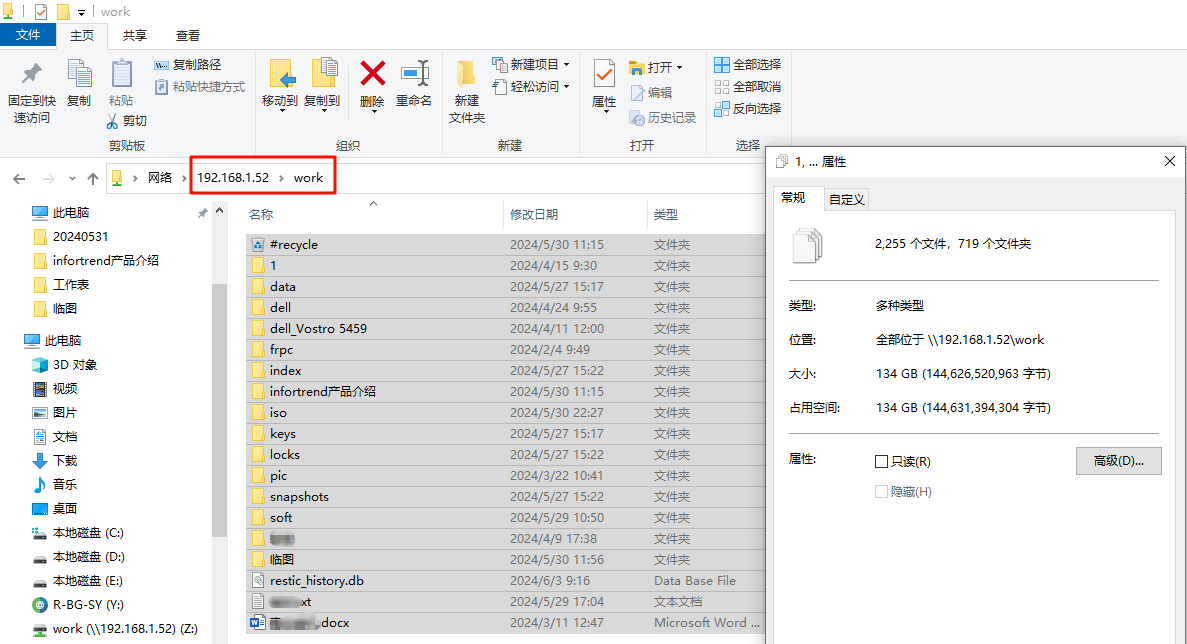 work
文件 主页 共享 查看
固定到快速访问
复制
粘贴
复制路径
粘贴快捷方式
剪切
剪贴板
移动到
复制到
删除
重命名
组织
新建文件夹
新建项目
轻松访问
新建
属性
打开
编辑
历史记录
打开
全部选择
全部取消
反向选择
选择
网络 192.168.1.52 work
此电脑
20240531
infortrend产品介绍
工作表
临图
此电脑
3D 对象
视频
图片
文档
下载
音乐
桌面
本地磁盘 (C:)
本地磁盘 (D:)
本地磁盘 (E:)
R-BG-SY (Y:)
work (\\192.168.1.52) (Z:)
名称 修改日期 类型
#recycle 2024/5/30 11:15 文件夹
1 2024/4/15 9:30 文件夹
data 2024/5/27 15:17 文件夹
dell 2024/4/24 9:55 文件夹
dell_Vostro 5459 2024/4/11 12:00 文件夹
frpc 2024/2/4 9:49 文件夹
index 2024/5/27 15:22 文件夹
infortrend产品介绍 2024/5/30 11:15 文件夹
iso 2024/5/30 22:27 文件夹
keys 2024/5/27 15:17 文件夹
locks 2024/5/27 15:22 文件夹
pic 2024/3/22 10:41 文件夹
snapshots 2024/5/27 15:22 文件夹
soft 2024/5/29 10:50 文件夹
2024/4/9 17:38 文件夹
临图 2024/5/30 11:56 文件夹
restic_history.db 2024/6/3 9:16 Data Base File
xt 2024/5/29 17:04 文本文档
.docx 2024/3/11 12:47 Microsoft Word ...
1, ... 属性
常规 自定义
2,255 个文件，719 个文件夹
类型: 多种类型
位置: 全部位于 \\192.168.1.52\work
大小: 134 GB (144,626,520,963 字节)
占用空间: 134 GB (144,631,394,304 字节)
属性: 只读(R) 高级(D)...
隐藏(H)